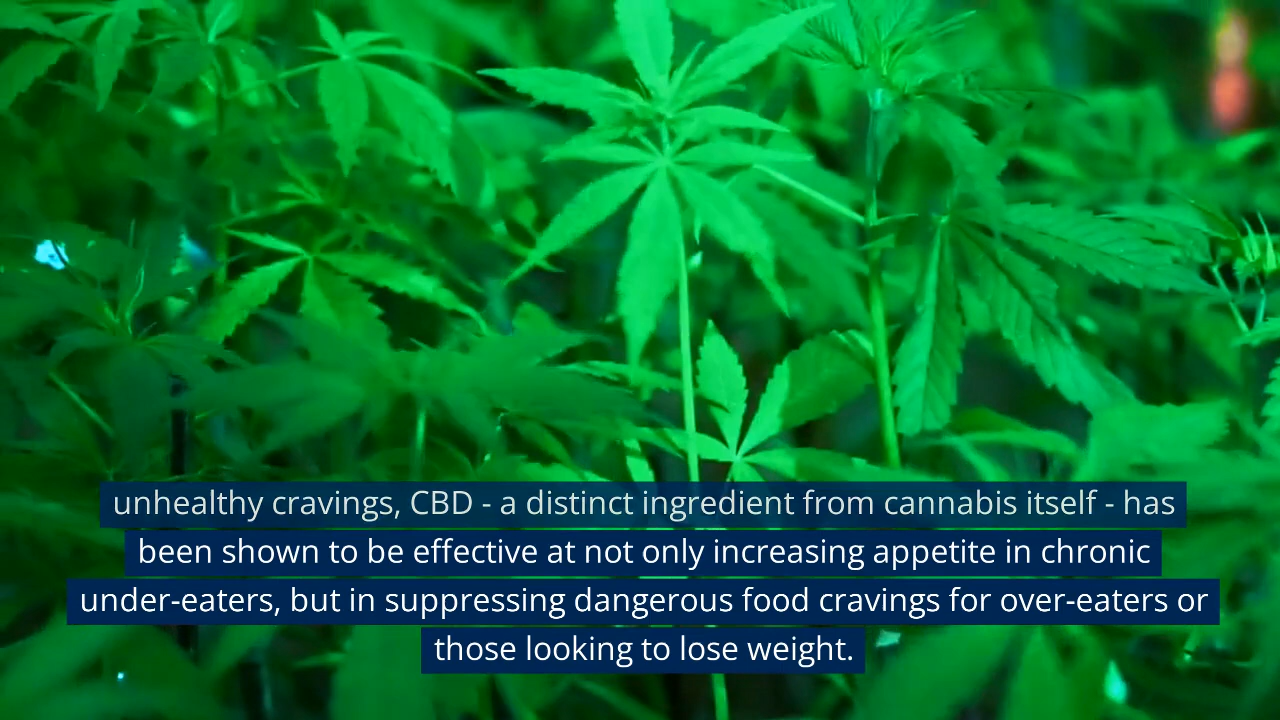 unhealthy cravings, CBD - a distinct ingredient from cannabis itself - has
been shown to be effective at not only increasing appetite in chronic
under-eaters, but in suppressing dangerous food cravings for over-eaters or
those looking to lose weight.